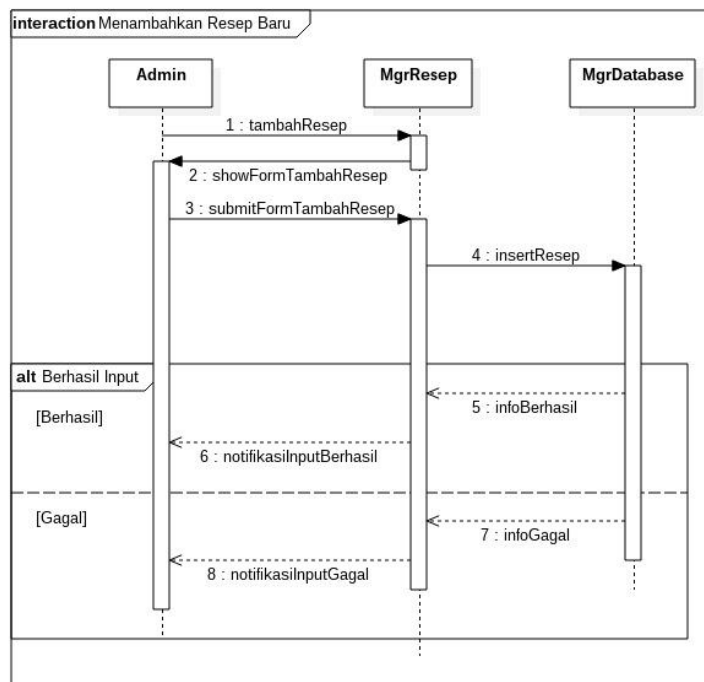 interaction Menambahkan Resep Baru
Admin
MgrResep
MgrDatabase
1 : tambahResep
2 : showFormTambahResep
3 : submitFormTambahResep
4 : insertResep
alt Berhasil Input
[Berhasil]
5 : infoBerhasil
6 : notifikasiInputBerhasil
[Gagal]
7 : infoGagal
8 : notifikasiInputGagal